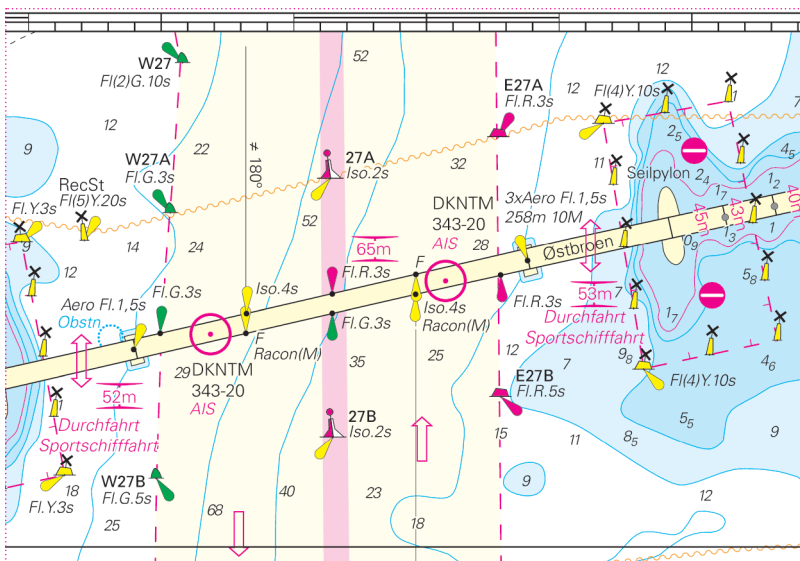 52
12
W27
Fl(2)G.10s
E27A
Fl.R.3s
12
Fl(4)Y.10s
1
7
12
9
22
27A
Iso.2s
32
2₅
4₅
W27A
Fl.G.3s
≠ 180°
11
Seilpylon
2₄
1₇
1₂
RecSt
Fl(5)Y.20s
Fl.Y.3s
DKNTM
343-20
AIS
3xAero Fl.1,5s
258m 10M
45m
43m
40m
52
9
14
24
65m
28
Østbroen
0₉
1₃
1
12
F
Fl.R.3s
Aero Fl.1,5s
Obstn
Fl.G.3s
Iso.4s
Fl.R.3s
53m
7
5₈
Durchfahrt
Sportschifffahrt
1₇
F
Racon(M)
Fl.G.3s
Iso.4s
Racon(M)
29
DKNTM
343-20
AIS
35
25
12
7
9₈
Fl(4)Y.10s
4₆
52m
Durchfahrt
Sportschifffahrt
1
E27B
Fl.R.5s
27B
Iso.2s
15
11
8₅
5₅
9
Fl.Y.3s
18
W27B
Fl.G.5s
40
23
9
12
25
68
18